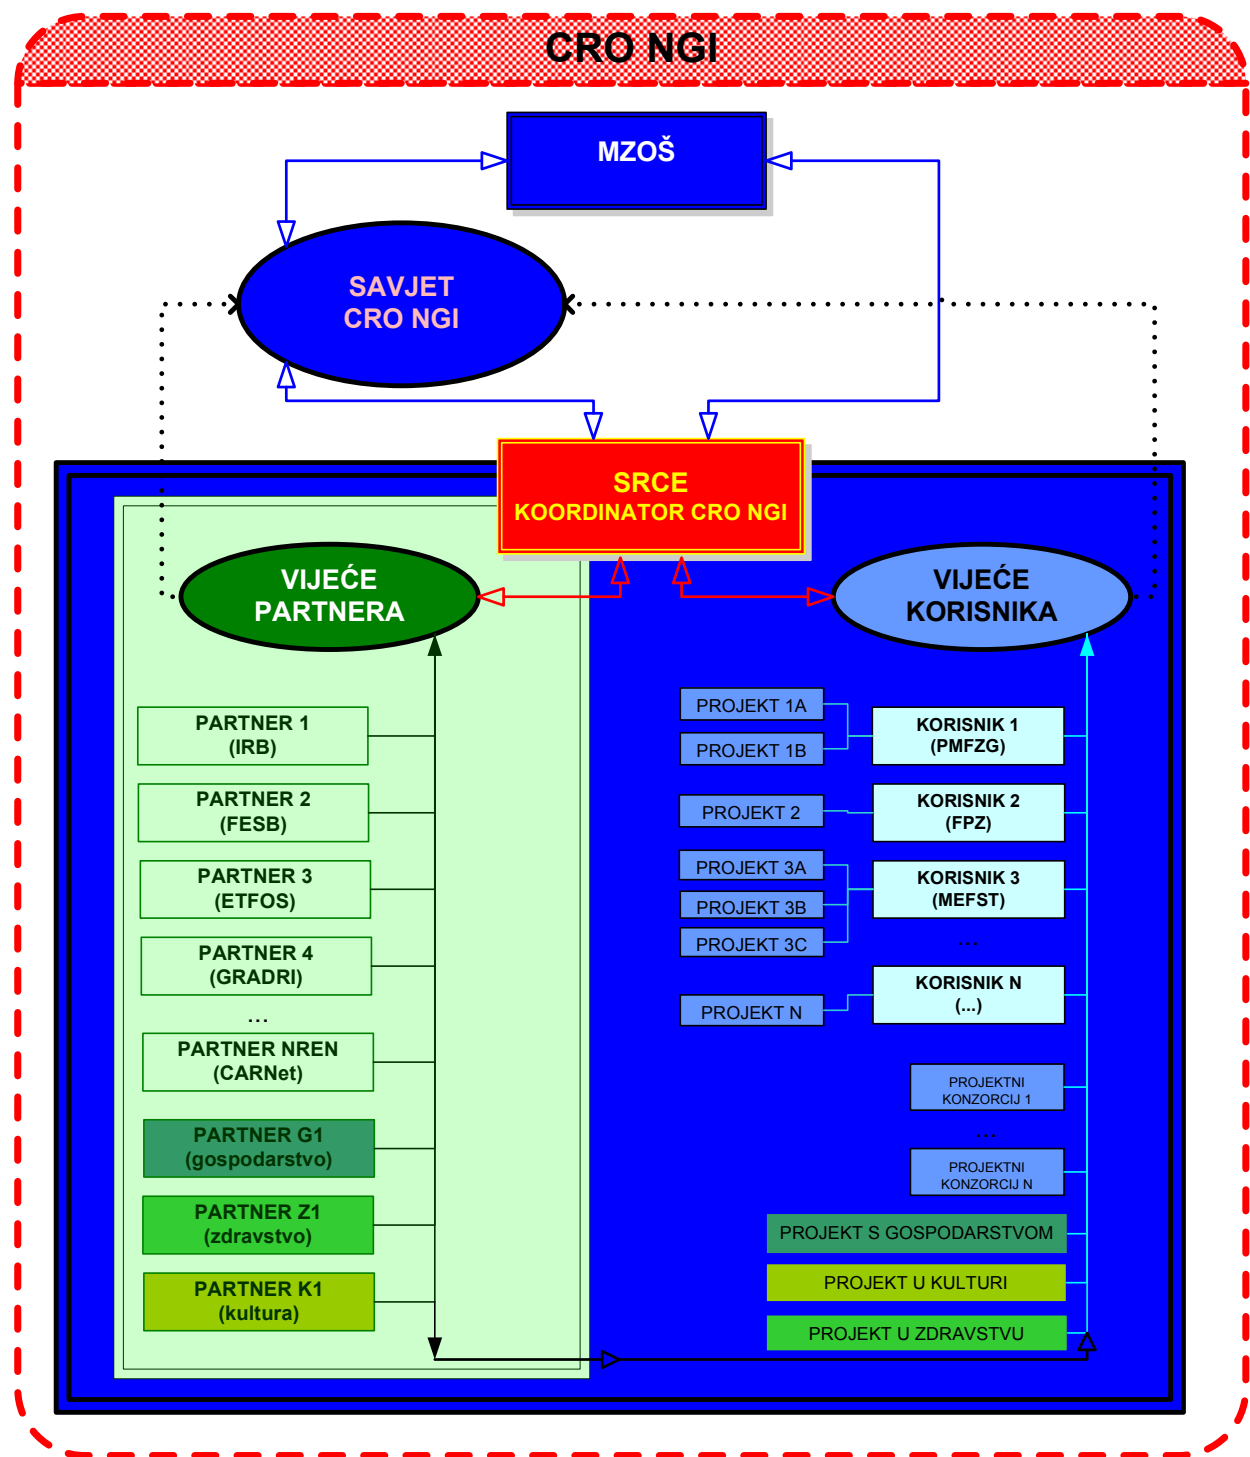 CRO NGI
MZOŠ
SAVJET
CRO NGI
SRCE
KOORDINATOR CRO NGI
VIJEĆE
PARTNERA
PARTNER 1
(IRB)
PARTNER 2
(FESB)
PARTNER 3
(ETFOS)
PARTNER 4
(GRADRI)
...
PARTNER NREN
(CARNet)
PARTNER G1
(gospodarstvo)
PARTNER Z1
(zdravstvo)
PARTNER K1
(kultura)
VIJEĆE
KORISNIKA
PROJEKT 1A
PROJEKT 1B
KORISNIK 1
(PMFZG)
PROJEKT 2
KORISNIK 2
(FPZ)
PROJEKT 3A
PROJEKT 3B
PROJEKT 3C
KORISNIK 3
(MEFST)
...
PROJEKT N
KORISNIK N
(...)
PROJEKTNI
KONZORCIJ 1
...
PROJEKTNI
KONZORCIJ N
PROJEKT S GOSPODARSTVOM
PROJEKT U KULTURI
PROJEKT U ZDRAVSTVU